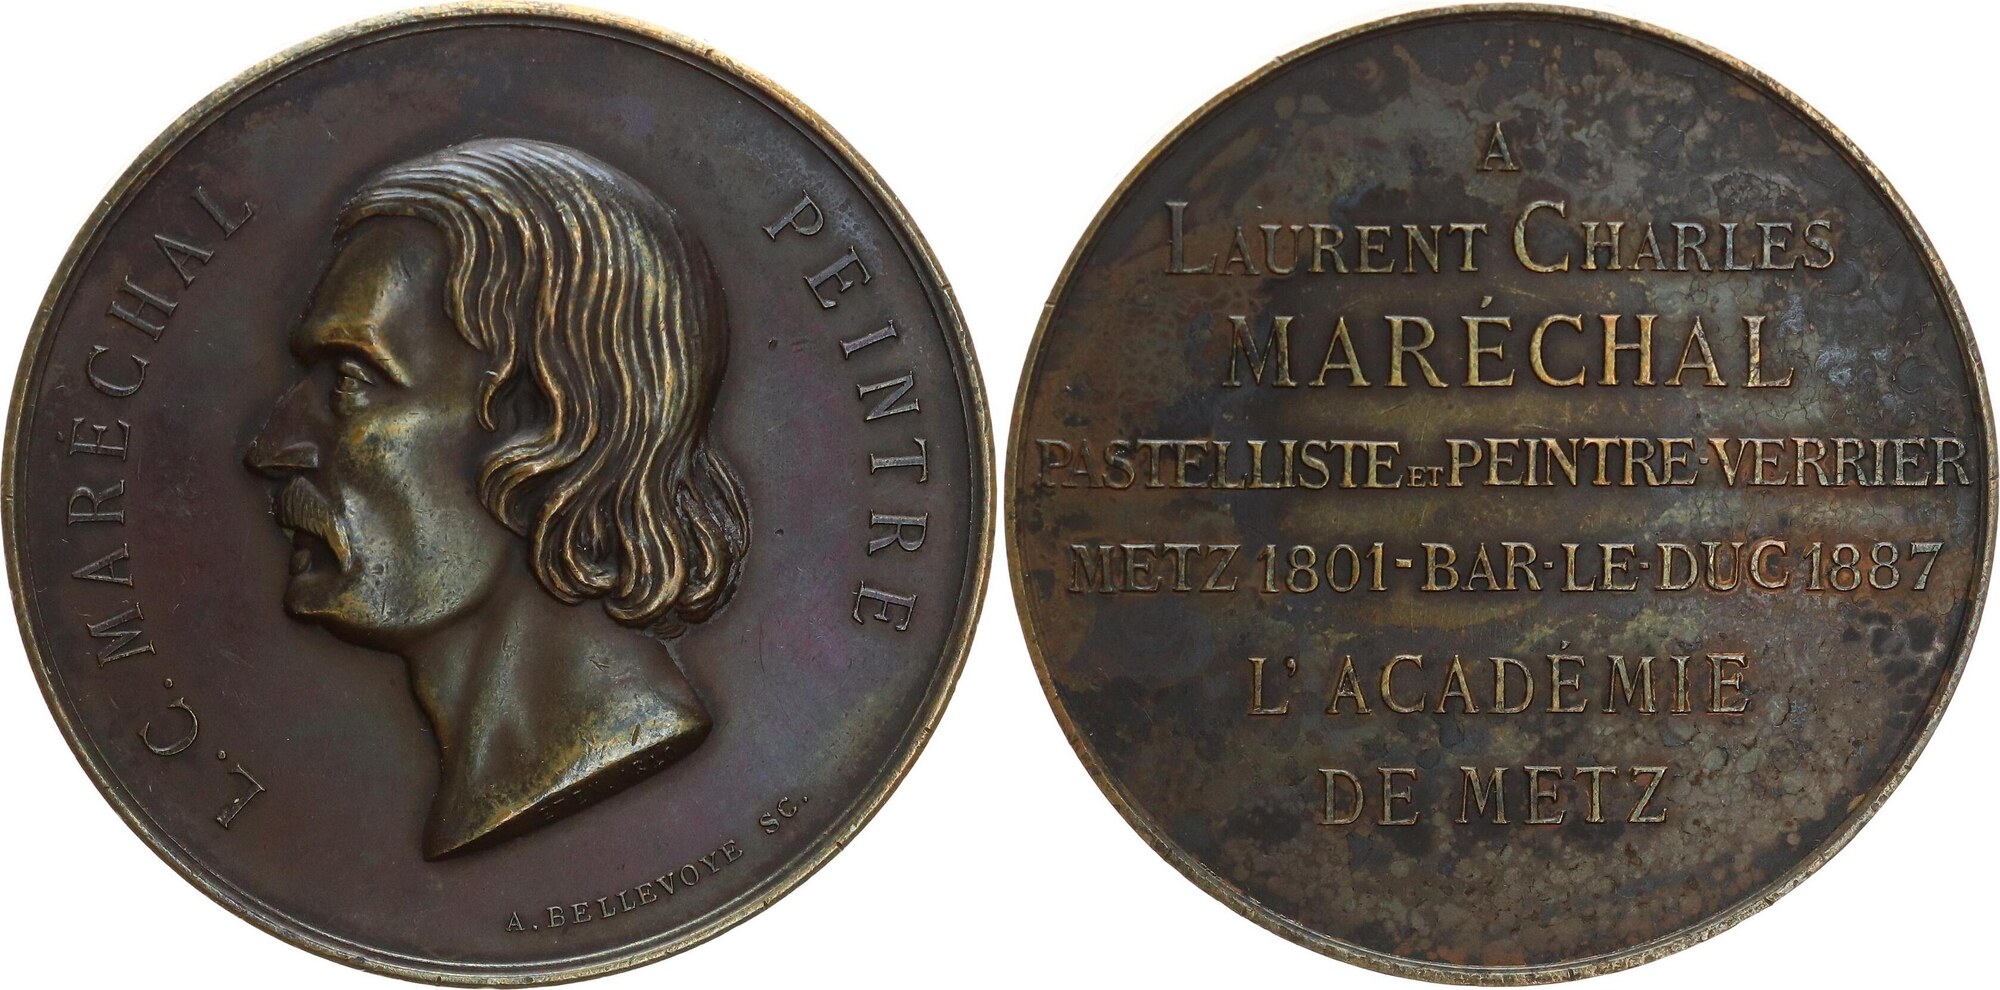 L. C. MARÉCHAL PEINTRE
A. BELLEVOYE SC.
A
LAURENT CHARLES
MARÉCHAL
PASTELLISTE ET PEINTRE-VERRIER
METZ 1801-BAR-LE-DUC 1887
L'ACADÉMIE
DE METZ